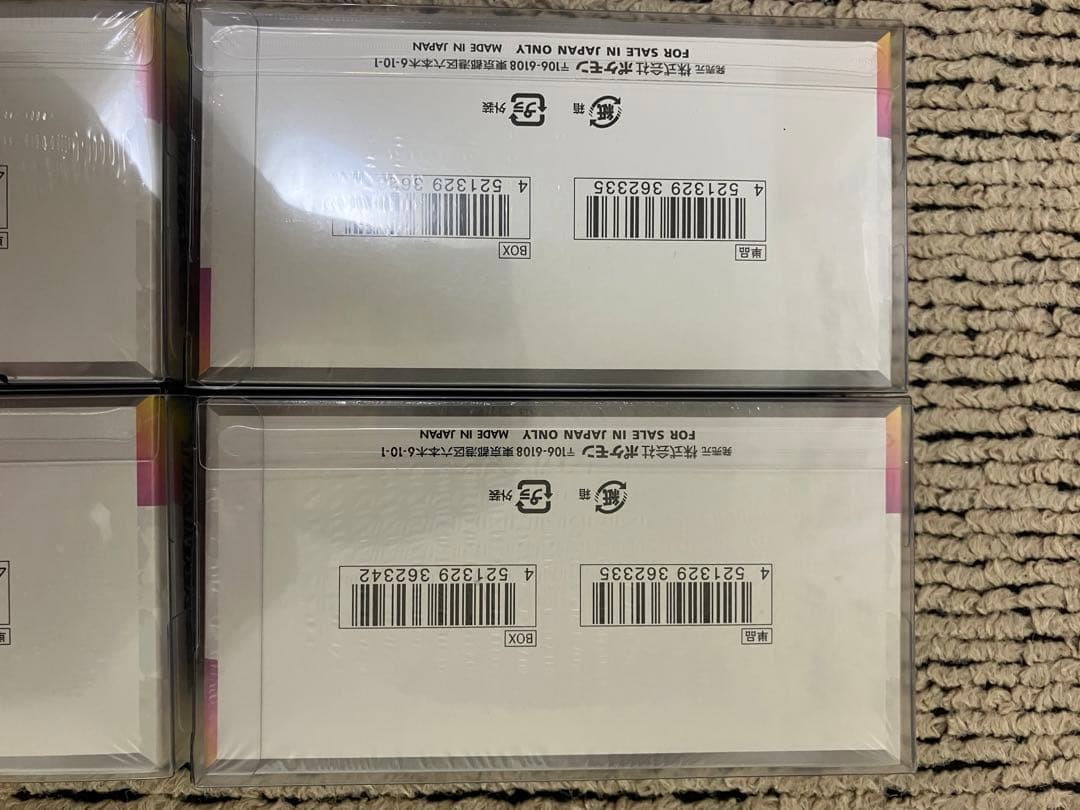 FOR SALE IN JAPAN ONLY MADE IN JAPAN
発売元 株式会社ポケモン 〒106-6108 東京都港区六本木6-10-1
紙 箱
プラ 外装
4 521329 362335
単品
4 521329 36
BOX
FOR SALE IN JAPAN ONLY MADE IN JAPAN
発売元 株式会社ポケモン 〒106-6108 東京都港区六本木6-10-1
紙 箱
プラ 外装
4 521329 362335
単品
4 521329 362342
BOX